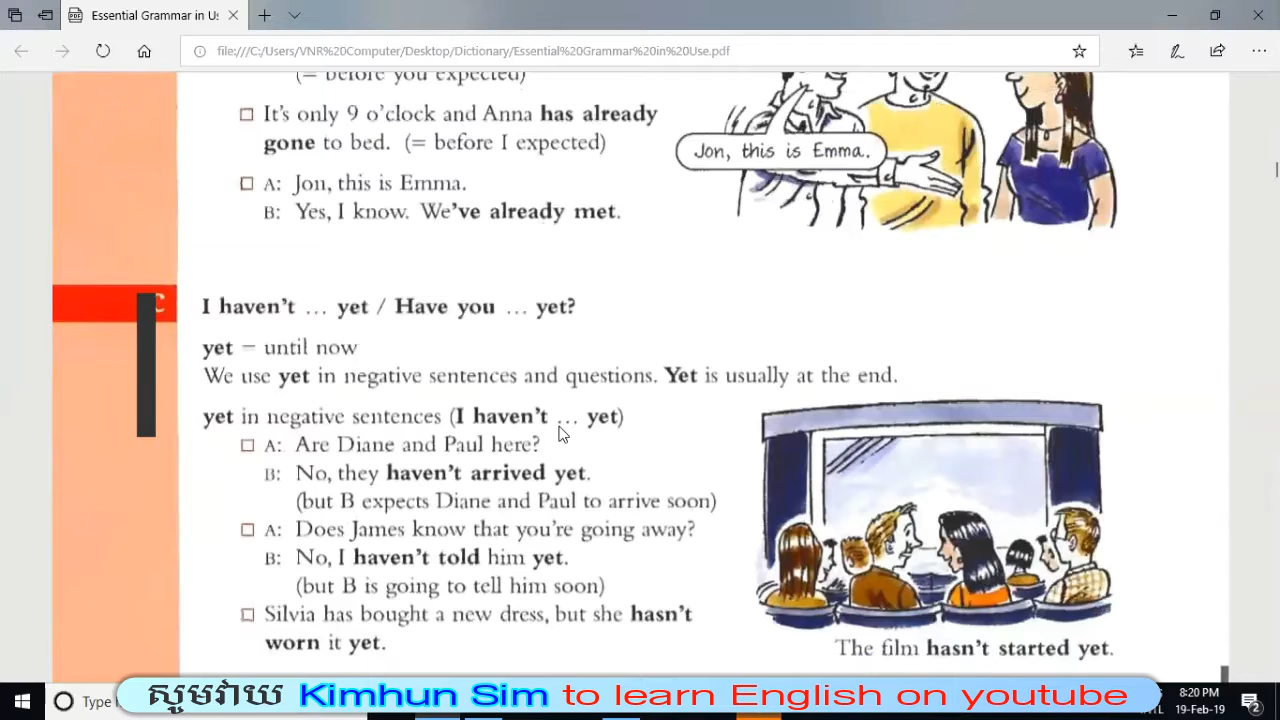 Essential Grammar in Us
file:///C:/Users/VNR%20Computer/Desktop/Dictionary/Essential%20Grammar%20in%20Use.pdf
(= before you expected)
It's only 9 o'clock and Anna has already
gone to bed. (= before I expected)
A: Jon, this is Emma.
B: Yes, I know. We've already met.
Jon, this is Emma.
C
I haven't … yet / Have you … yet?
yet = until now
We use yet in negative sentences and questions. Yet is usually at the end.
yet in negative sentences (I haven't … yet)
A: Are Diane and Paul here?
B: No, they haven't arrived yet.
(but B expects Diane and Paul to arrive soon)
A: Does James know that you're going away?
B: No, I haven't told him yet.
(but B is going to tell him soon)
Silvia has bought a new dress, but she hasn't
worn it yet.
The film hasn't started yet.
Type
សូមវាយ Kimhun Sim to learn English on youtube
INTL
8:20 PM
19-Feb-19
2